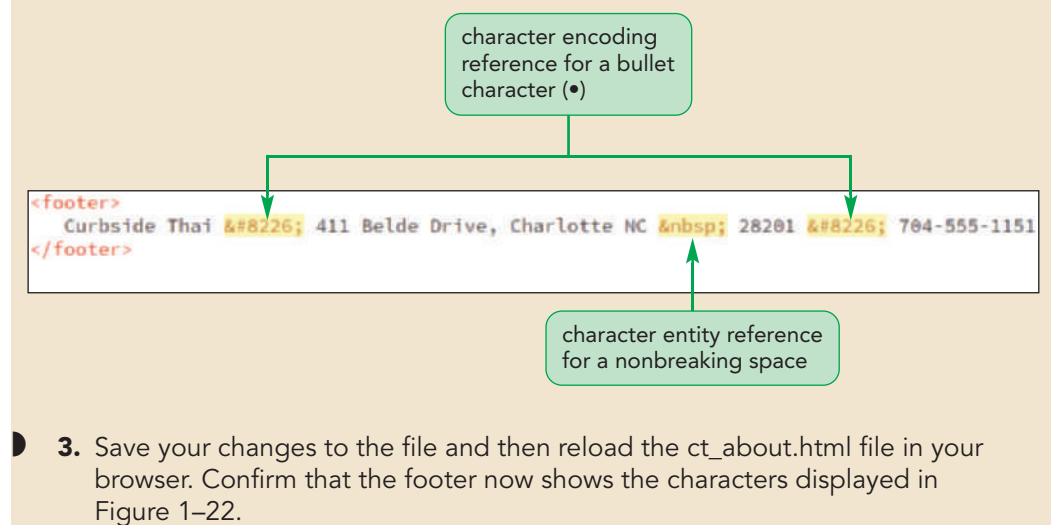 character encoding
reference for a bullet
character (•)
<footer>
Curbside Thai &#8226; 411 Belde Drive, Charlotte NC &nbsp; 28201 &#8226; 704-555-1151
</footer>
character entity reference
for a nonbreaking space
3. Save your changes to the file and then reload the ct_about.html file in your
browser. Confirm that the footer now shows the characters displayed in
Figure 1–22.